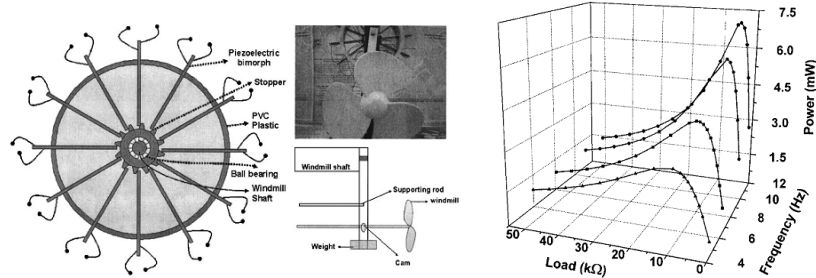 Piezoelectric
bimorph
Stopper
PVC
Plastic
Ball bearing
Windmill
Shaft
Windmill shaft
Supporting rod
windmill
Weight
Cam
7.5
6.0
4.5
3.0
1.5
Power (mW)
12
10
8
6
4
Frequency (Hz)
50
40
30
20
10
0
Load (kΩ)